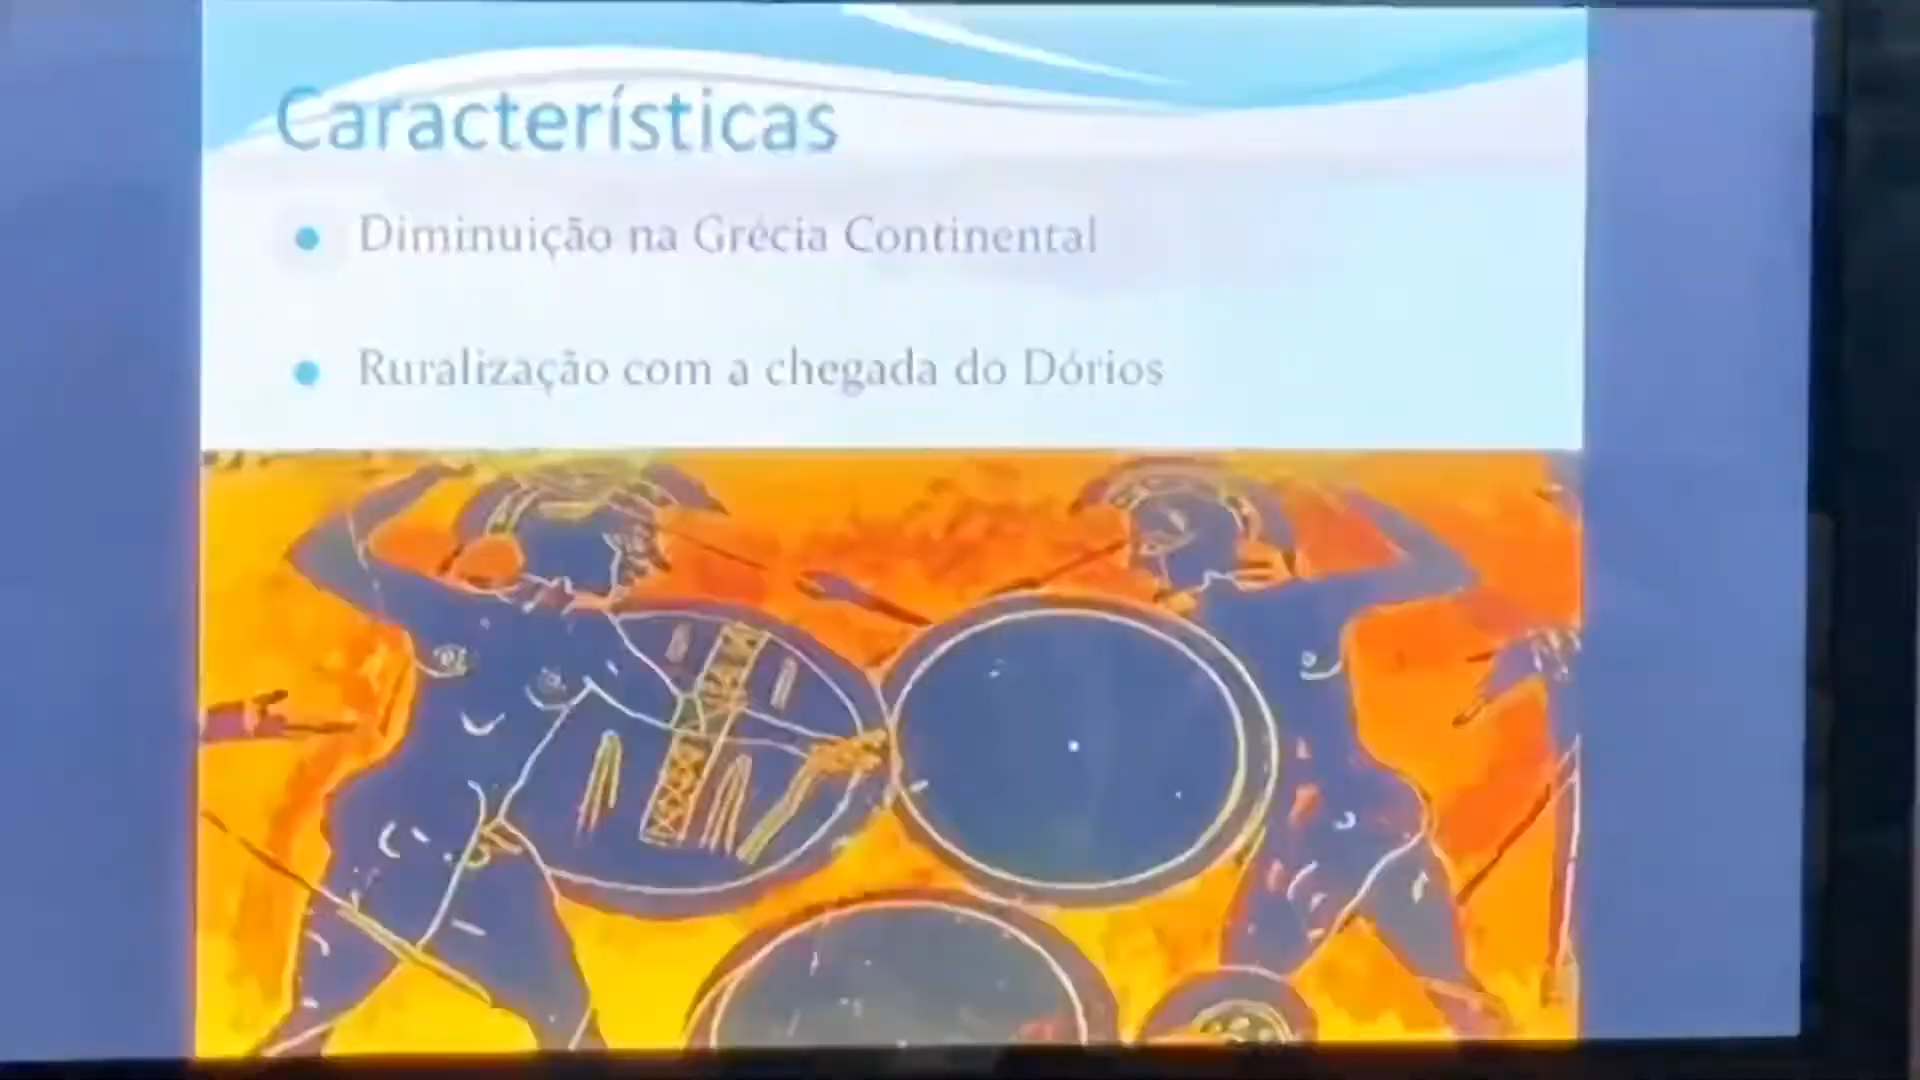 Características
Diminuição na Grécia Continental
Ruralização com a chegada do Dórios